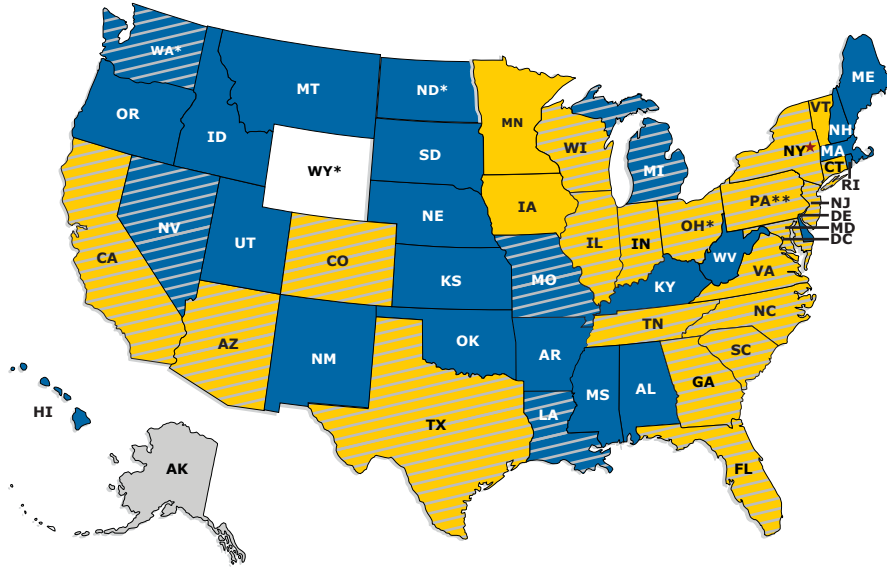 WA*
ME
MT
ND*
VT
MN
OR
NH
ID
WI
NY
MA
SD
WY*
CT
MI
RI
PA**
NJ
IA
NE
DE
OH*
MD
NV
UT
IL
IN
DC
WV
CA
CO
VA
KS
MO
KY
NC
TN
AZ
OK
SC
NM
AR
GA
MS
AL
HI
LA
TX
AK
FL